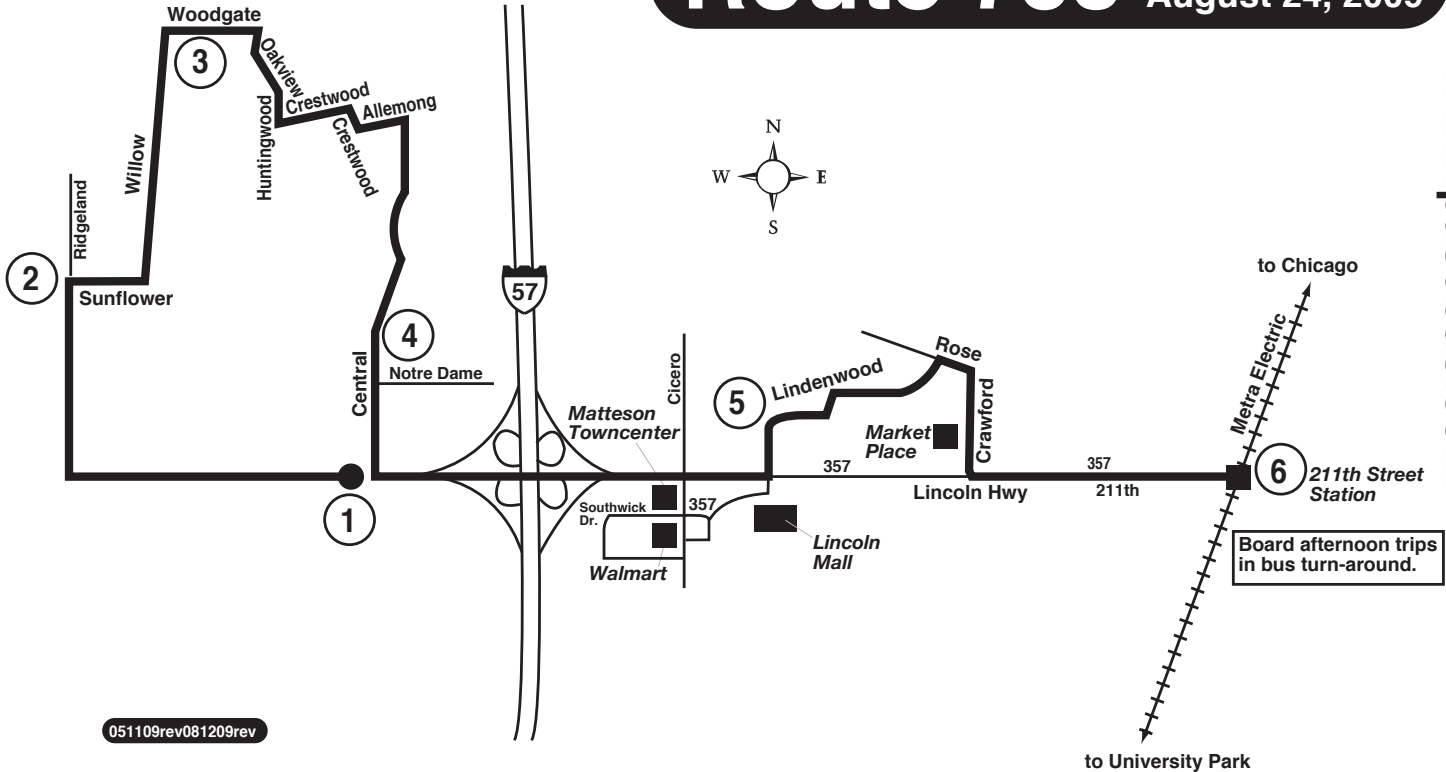 August 24, 2009
Woodgate
3
Oakview
Crestwood
Allemong
Huntingwood
Crestwood
Willow
Ridgeland
2
Sunflower
N
W
E
S
57
4
Central
Notre Dame
Cicero
Matteson
Towncenter
5
Lindenwood
Rose
Crawford
Market
Place
357
357
Lincoln Hwy
211th
1
Southwick
Dr.
357
Walmart
Lincoln
Mall
to Chicago
Metra Electric
6
211th Street
Station
Board afternoon trips
in bus turn-around.
to University Park
051109rev081209rev